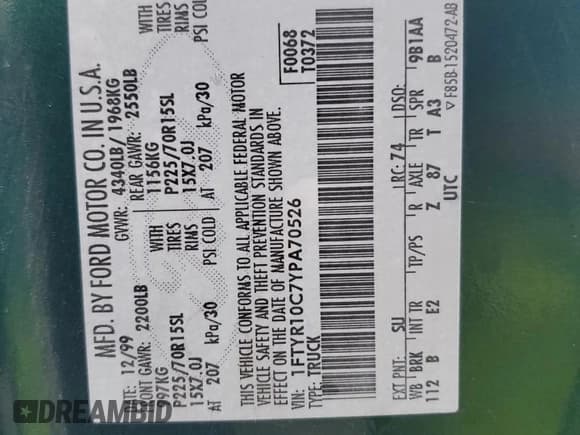 MFD. BY FORD MOTOR CO. IN U.S.A.
DATE: 12/99 GVWR: 4340LB/ 1968KG
FRONT GAWR: 2200LB REAR GAWR: 2550LB
997KG WITH 1156KG WITH
P225/70R15SL TIRES P225/70R15SL TIRES
15X7.0J RIMS 15X7.0J RIMS
AT 207 kPa/30 PSI COLD AT 207 kPa/30 PSI COLD
THIS VEHICLE CONFORMS TO ALL APPLICABLE FEDERAL MOTOR
VEHICLE SAFETY AND THEFT PREVENTION STANDARDS IN
EFFECT ON THE DATE OF MANUFACTURE SHOWN ABOVE.
VIN: 1FTYR10C7YPA70526
TYPE: TRUCK
F0068
T0372
EXT PNT: SU RC: 74 DSO:
WB BRK INT TR TP/PS R AXLE TR SPR
112 B E2 Z 87 T A3 B
9B1AA
UTC
▽ F85B-1520472-AB
DREAMBID